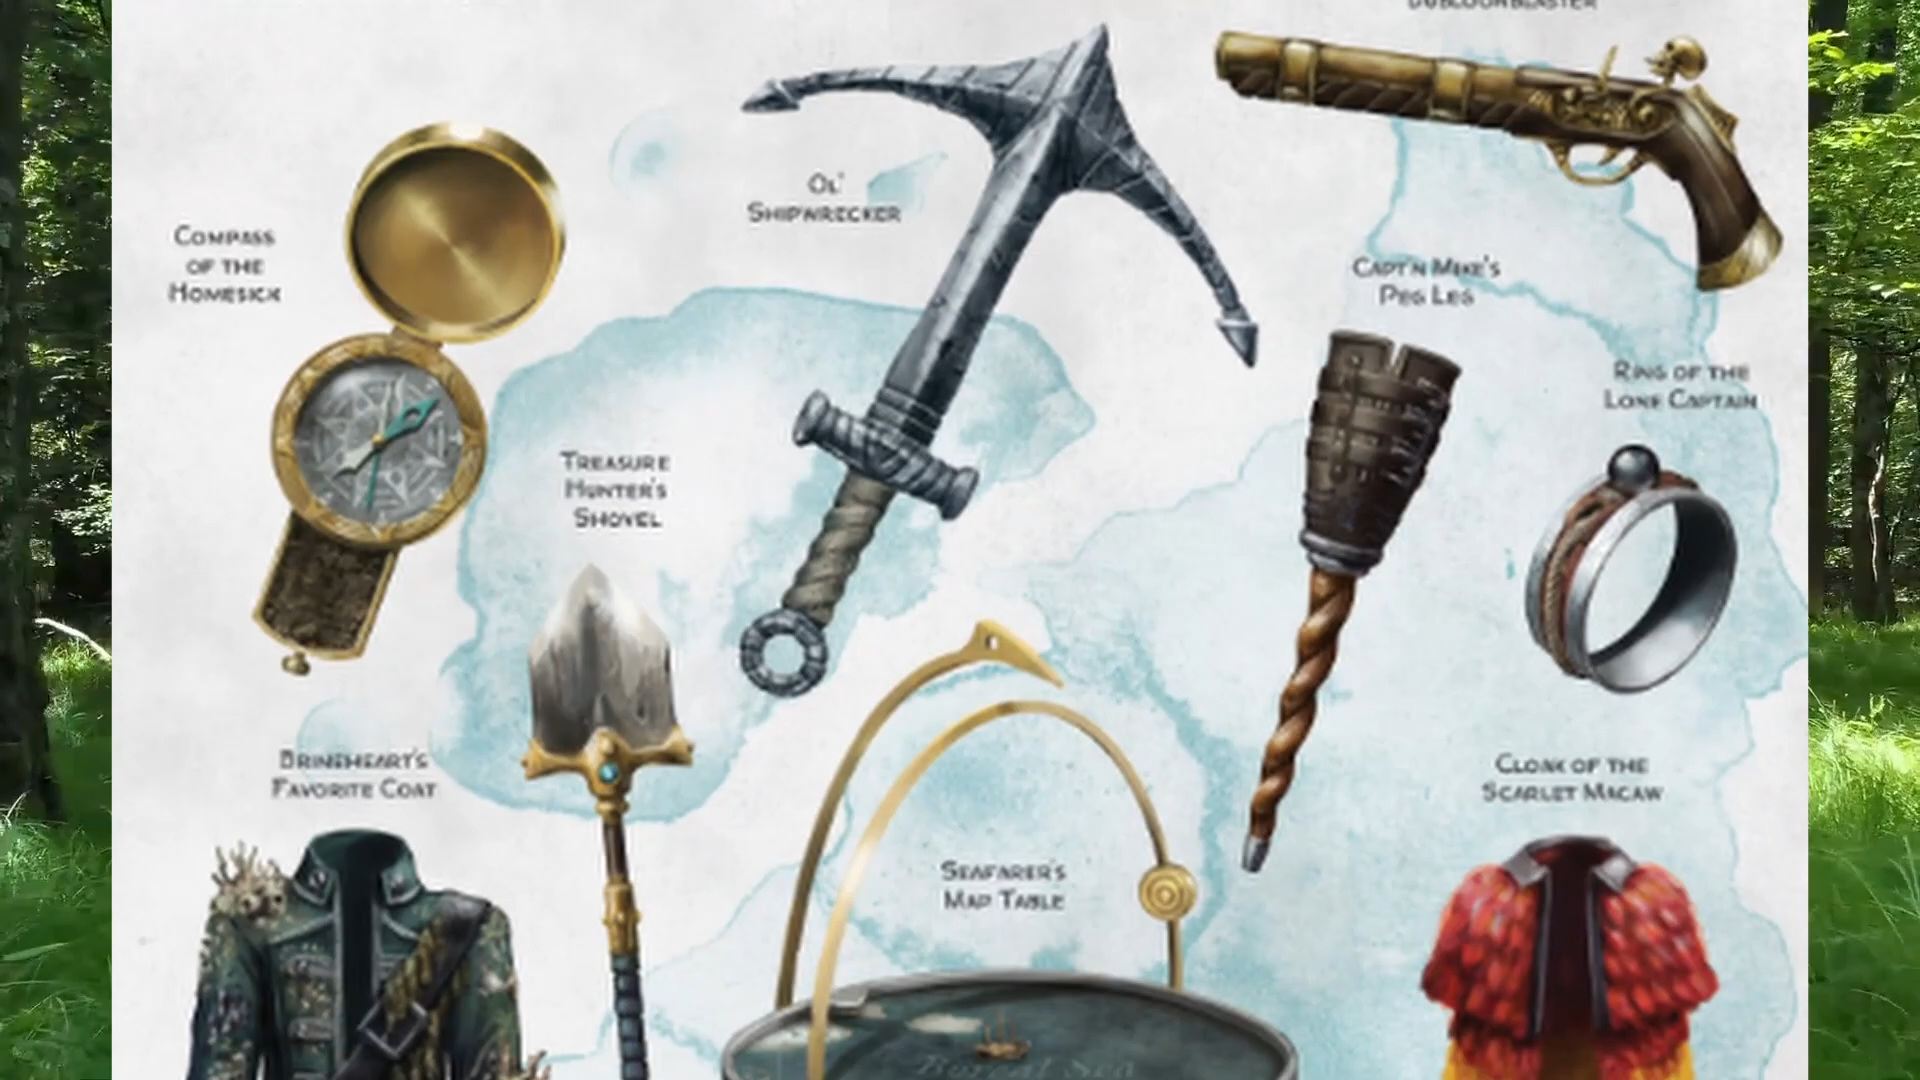 DUBLOONBLASTER
OL'
SHIPWRECKER
COMPASS
OF THE
HOMESICK
CAPT'N MIKE'S
PEG LEG
RING OF THE
LONE CAPTAIN
TREASURE
HUNTER'S
SHOVEL
BRINEHEART'S
FAVORITE COAT
CLOAK OF THE
SCARLET MACAW
SEAFARER'S
MAP TABLE